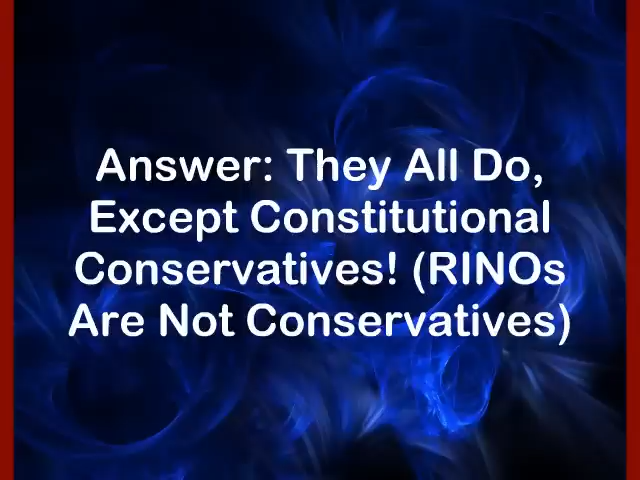 Answer: They All Do,
Except Constitutional
Conservatives! (RINOs
Are Not Conservatives)